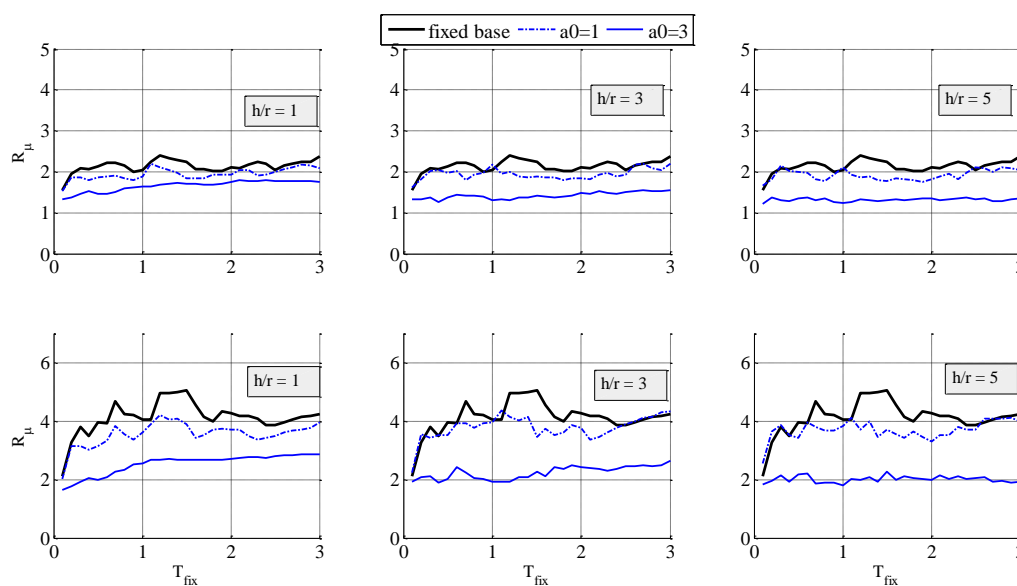 fixed base a0=1 a0=3
5 5 5
4 4 4
h/r = 1 h/r = 3 h/r = 5
3 3 3
R_μ
2 2 2
1 1 1
0 0 0
0 1 2 3 0 1 2 3 0 1 2 3
6 6 6
h/r = 1 h/r = 3 h/r = 5
4 4 4
R_μ
2 2 2
0 0 0
0 1 2 3 0 1 2 3 0 1 2 3
T_fix T_fix T_fix